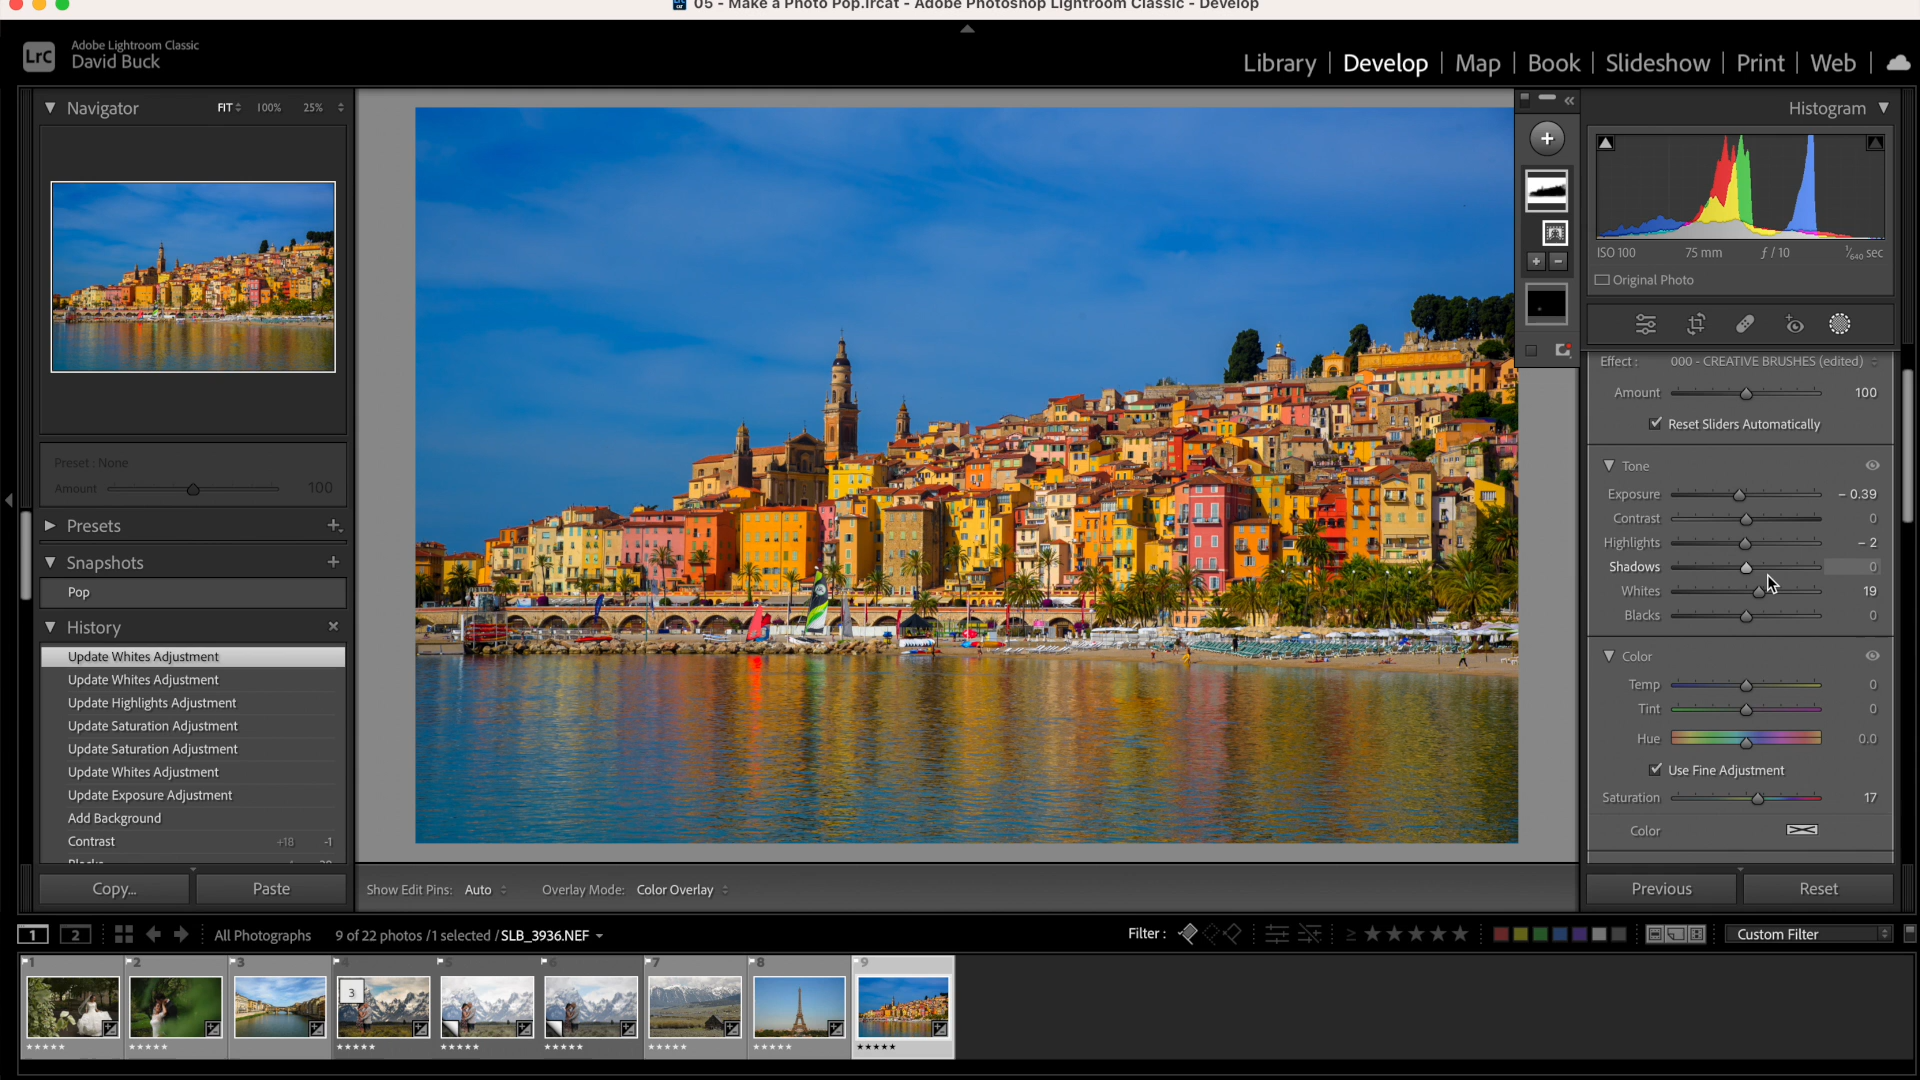 05 - Make a Photo Pop.lrcat - Adobe Photoshop Lightroom Classic - Develop
LrC
Adobe Lightroom Classic
David Buck
Library | Develop | Map | Book | Slideshow | Print | Web
Navigator FIT 100% 25%
Preset : None
Amount 100
Presets
Snapshots
Pop
History
Update Whites Adjustment
Update Whites Adjustment
Update Highlights Adjustment
Update Saturation Adjustment
Update Saturation Adjustment
Update Whites Adjustment
Update Exposure Adjustment
Add Background
Contrast +18 -1
Copy... Paste
Show Edit Pins: Auto Overlay Mode: Color Overlay
Histogram
ISO 100 75 mm ƒ / 10 1/640 sec
Original Photo
Effect : 000 - CREATIVE BRUSHES (edited)
Amount 100
Reset Sliders Automatically
Tone
Exposure – 0.39
Contrast 0
Highlights – 2
Shadows 0
Whites 19
Blacks 0
Color
Temp 0
Tint 0
Hue 0.0
Use Fine Adjustment
Saturation 17
Color
Previous Reset
1 2 All Photographs 9 of 22 photos /1 selected / SLB_3936.NEF Filter : ≥ ★★★★★ Custom Filter
1 2 3 4 5 6 7 8 9
3